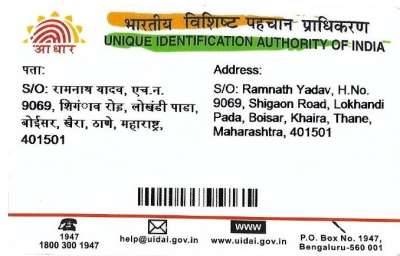 भारतीय विशिष्ट पहचान प्राधिकरण
UNIQUE IDENTIFICATION AUTHORITY OF INDIA
आधार
पता:
S/O: रामनाथ यादव, एच.न.
9069, शिगंाव रोड़, लोखंडी पाडा,
बोईसर, खैरा, ठाणे, महाराष्ट्र,
401501
Address:
S/O: Ramnath Yadav, H.No.
9069, Shigaon Road, Lokhandi
Pada, Boisar, Khaira, Thane,
Maharashtra, 401501
1947
1800 300 1947
help@uidai.gov.in
www
www.uidai.gov.in
P.O. Box No. 1947,
Bengaluru-560 001